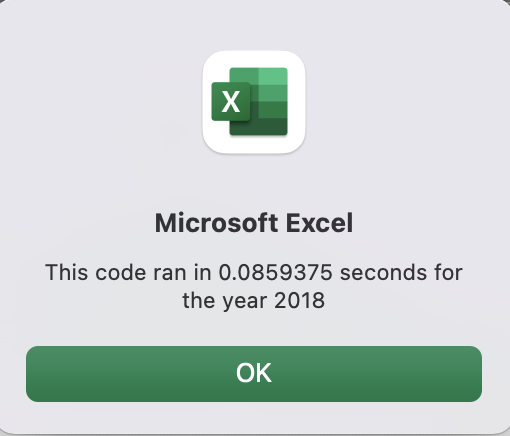 X
Microsoft Excel
This code ran in 0.0859375 seconds for
the year 2018
OK